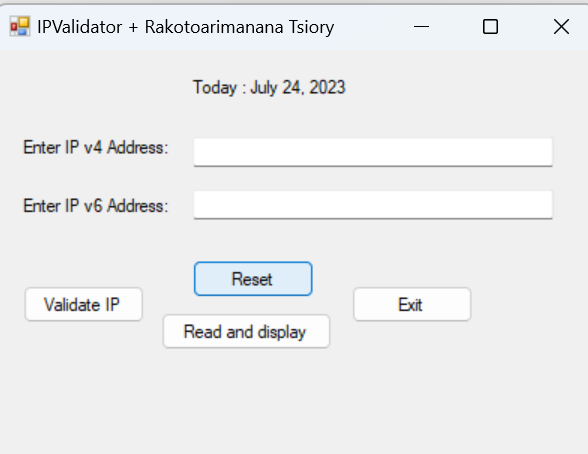 IPValidator + Rakotoarimanana Tsiory
Today : July 24, 2023
Enter IP v4 Address:
Enter IP v6 Address:
Reset
Validate IP
Exit
Read and display